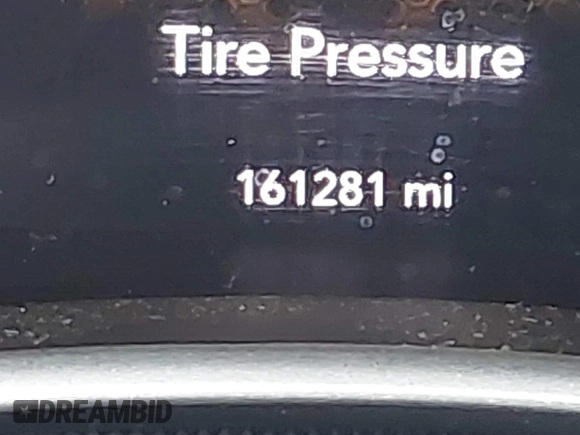 Tire Pressure
161281 mi
DREAMBID